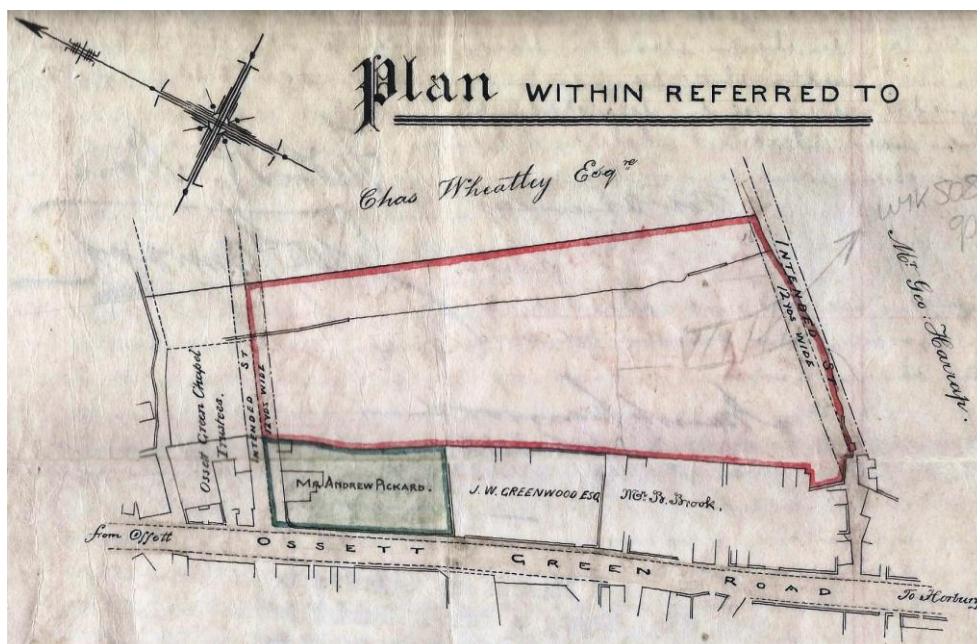 Plan WITHIN REFERRED TO
Chas Wheatley Esqre
Mr Geo: Harrap.
INTENDED ST
12 YDS WIDE
INTENDED ST
12 YDS WIDE
Ossett Green Chapel
Trustees.
MR ANDREW PICKARD.
J. W. GREENWOOD ESQ
Mr B. Brook.
from Ossett
OSSETT GREEN ROAD
To Horbury